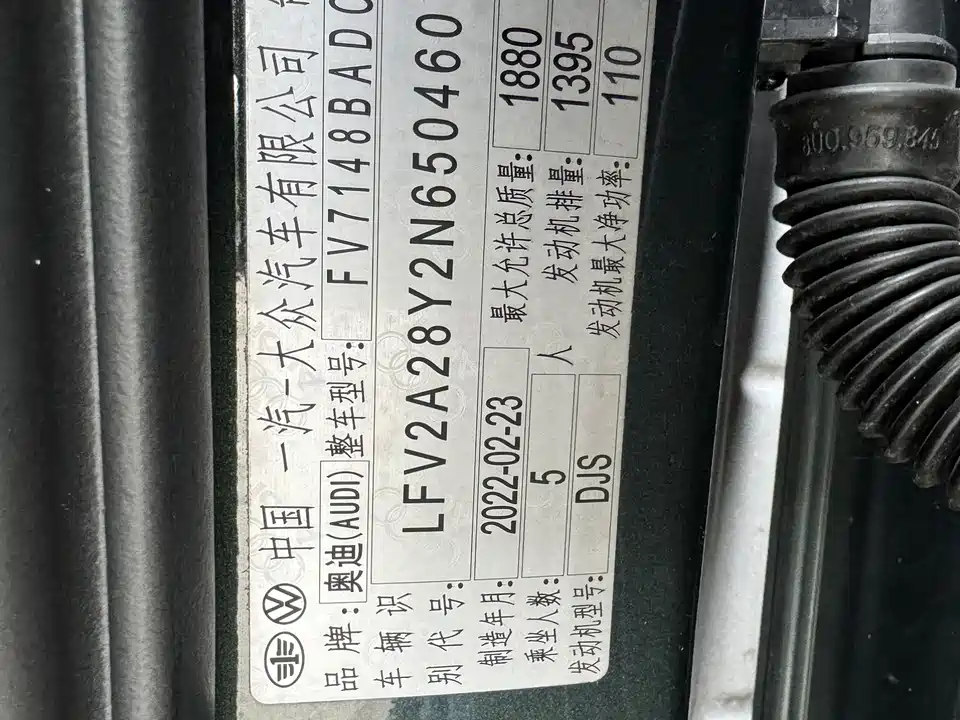 中国 一汽-大众汽车有限公司
品牌: 奥迪(AUDI) 整车型号: FV7148BADC
车辆识别代号: LFV2A28Y2N650460
制造年月: 2022-02-23 最大允许总质量: 1880
乘坐人数: 5 人 发动机排量: 1395
发动机型号: DJS 发动机最大净功率: 110
8U0.959.845